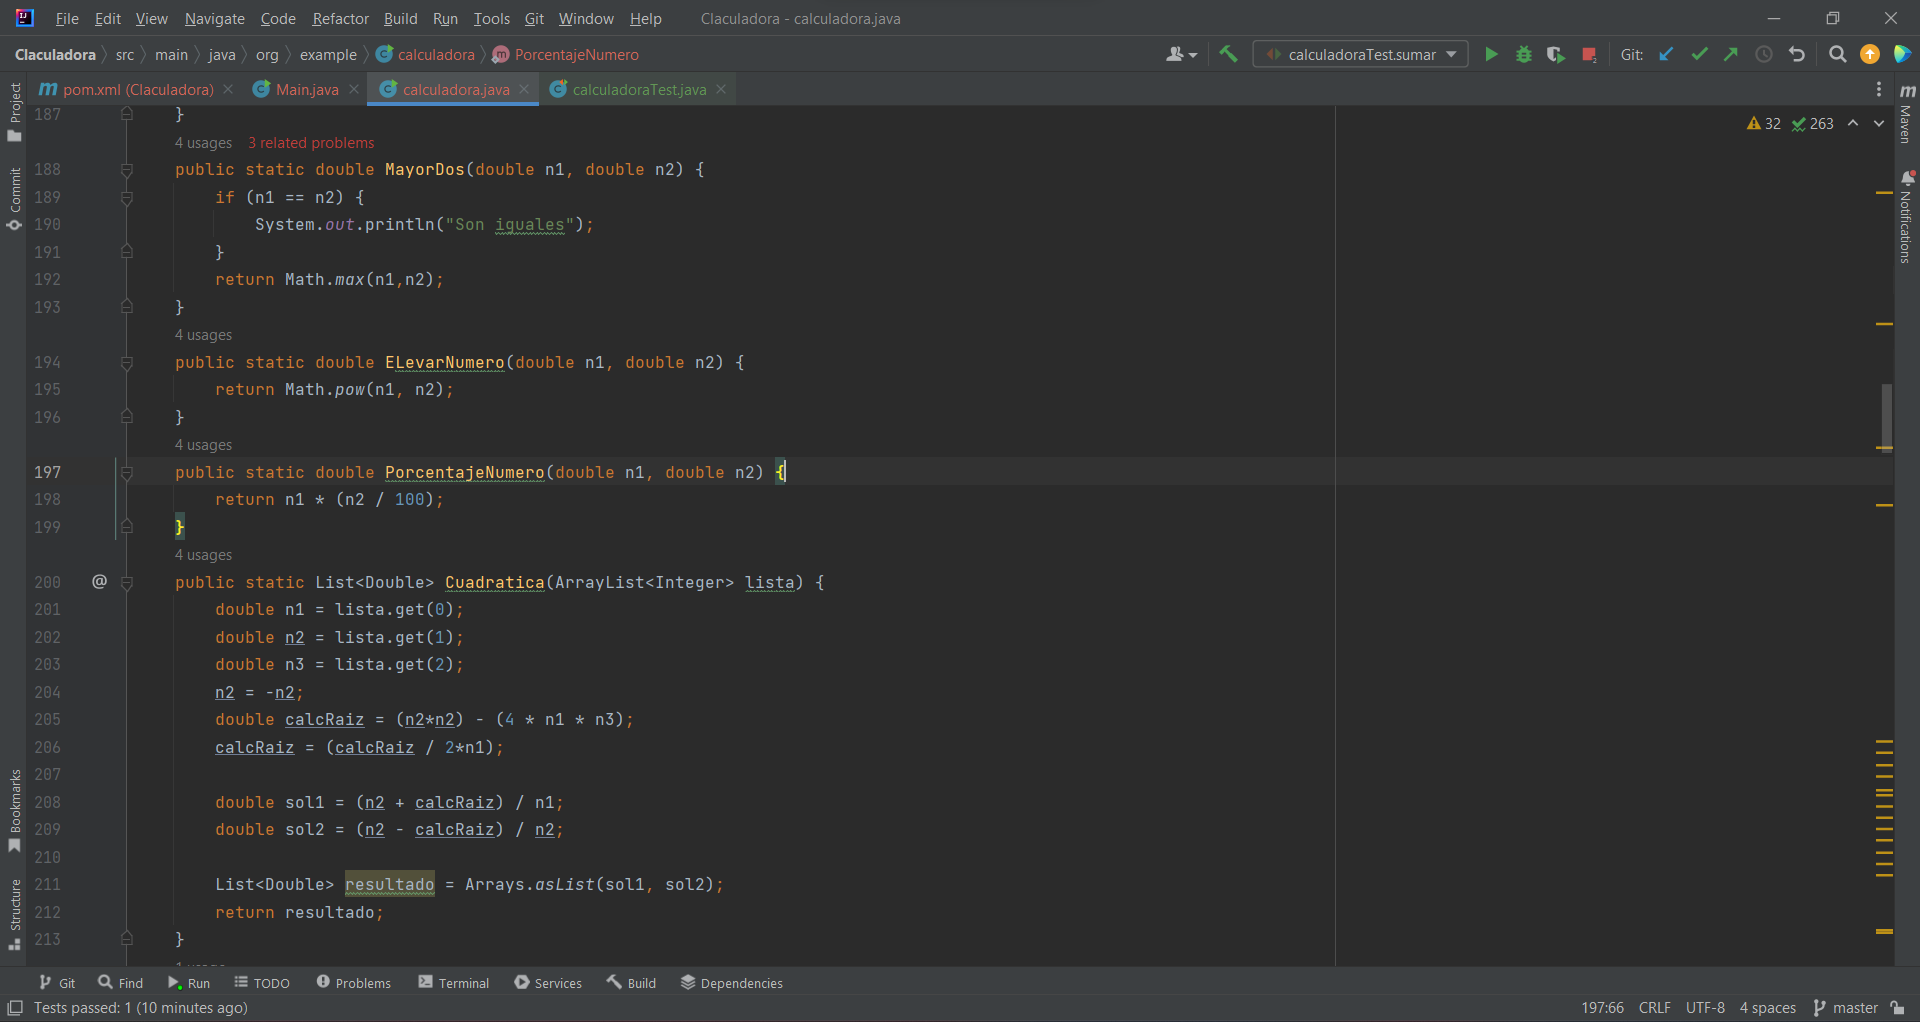 File Edit View Navigate Code Refactor Build Run Tools Git Window Help Claculadora - calculadora.java
Claculadora src main java org example calculadora PorcentajeNumero calculadoraTest.sumar Git:
pom.xml (Claculadora) Main.java calculadora.java calculadoraTest.java
Project
Commit
Bookmarks
Structure
Maven
Notifications
32 263
187 }
4 usages 3 related problems
188 public static double MayorDos(double n1, double n2) {
189 if (n1 == n2) {
190 System.out.println("Son iguales");
191 }
192 return Math.max(n1,n2);
193 }
4 usages
194 public static double ELevarNumero(double n1, double n2) {
195 return Math.pow(n1, n2);
196 }
4 usages
197 public static double PorcentajeNumero(double n1, double n2) {
198 return n1 * (n2 / 100);
199 }
4 usages
200 @ public static List<Double> Cuadratica(ArrayList<Integer> lista) {
201 double n1 = lista.get(0);
202 double n2 = lista.get(1);
203 double n3 = lista.get(2);
204 n2 = -n2;
205 double calcRaiz = (n2*n2) - (4 * n1 * n3);
206 calcRaiz = (calcRaiz / 2*n1);
207
208 double sol1 = (n2 + calcRaiz) / n1;
209 double sol2 = (n2 - calcRaiz) / n2;
210
211 List<Double> resultado = Arrays.asList(sol1, sol2);
212 return resultado;
213 }
Git Find Run TODO Problems Terminal Services Build Dependencies
Tests passed: 1 (10 minutes ago) 197:66 CRLF UTF-8 4 spaces master